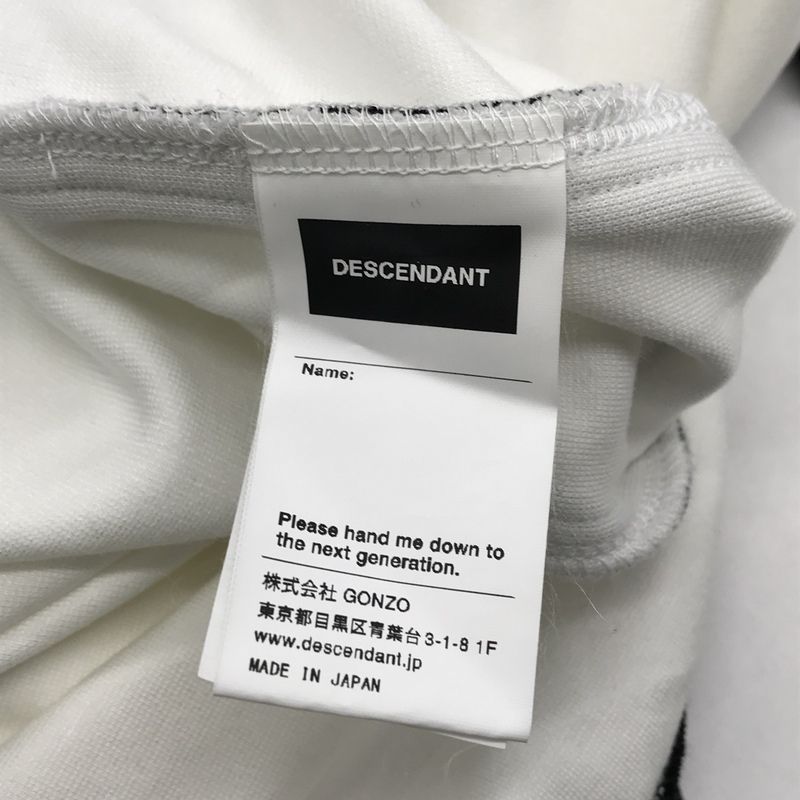 DESCENDANT
Name:
Please hand me down to
the next generation.
株式会社 GONZO
東京都目黒区青葉台3-1-8 1F
www.descendant.jp
MADE IN JAPAN